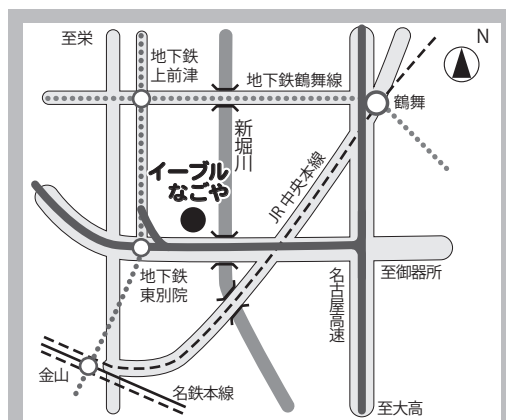 至栄
地下鉄
上前津
N
地下鉄鶴舞線
鶴舞
新堀川
イーブル
なごや
JR中央本線
地下鉄
東別院
名古屋高速
至御器所
金山
名鉄本線
至大高